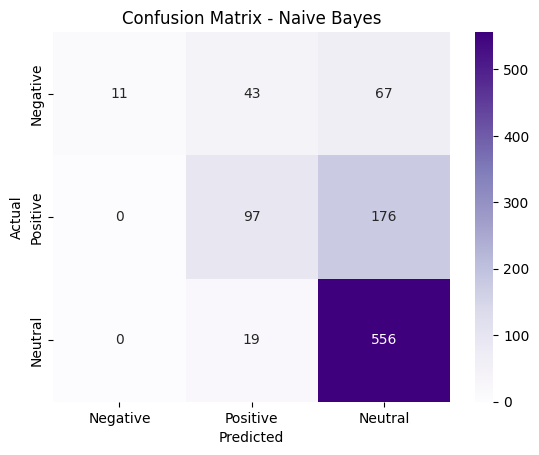 Confusion Matrix - Naive Bayes
Negative
11 43 67
500
400
Actual
Positive
0 97 176
300
200
Neutral
0 19 556
100
0
Negative Positive Neutral
Predicted